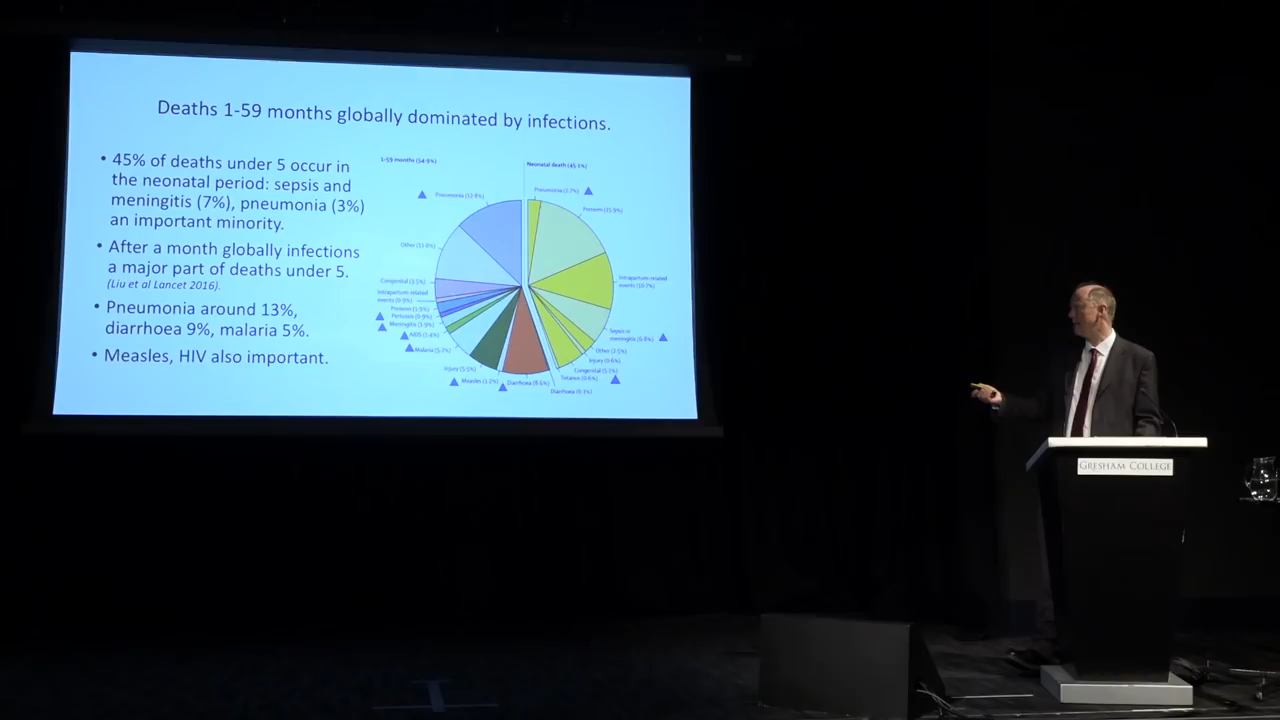 Deaths 1-59 months globally dominated by infections.
• 45% of deaths under 5 occur in
the neonatal period: sepsis and
meningitis (7%), pneumonia (3%)
an important minority.
• After a month globally infections
a major part of deaths under 5.
(Liu et al Lancet 2016).
• Pneumonia around 13%,
diarrhoea 9%, malaria 5%.
• Measles, HIV also important.
1-59 months (54·9%)
Neonatal death (45·1%)
Pneumonia (12·8%)
Pneumonia (2·7%)
Preterm (15·9%)
Other (13·0%)
Congenital (3·5%)
Intrapartum-related
events (0·9%)
Preterm (1·9%)
Pertussis (0·9%)
Meningitis (1·9%)
AIDS (1·4%)
Malaria (5·2%)
Injury (5·5%)
Measles (1·2%)
Diarrhoea (8·6%)
Intrapartum-related
events (10·7%)
Sepsis or
meningitis (6·8%)
Other (2·5%)
Injury (0·6%)
Congenital (5·1%)
Tetanus (0·6%)
Diarrhoea (0·3%)
GRESHAM COLLEGE